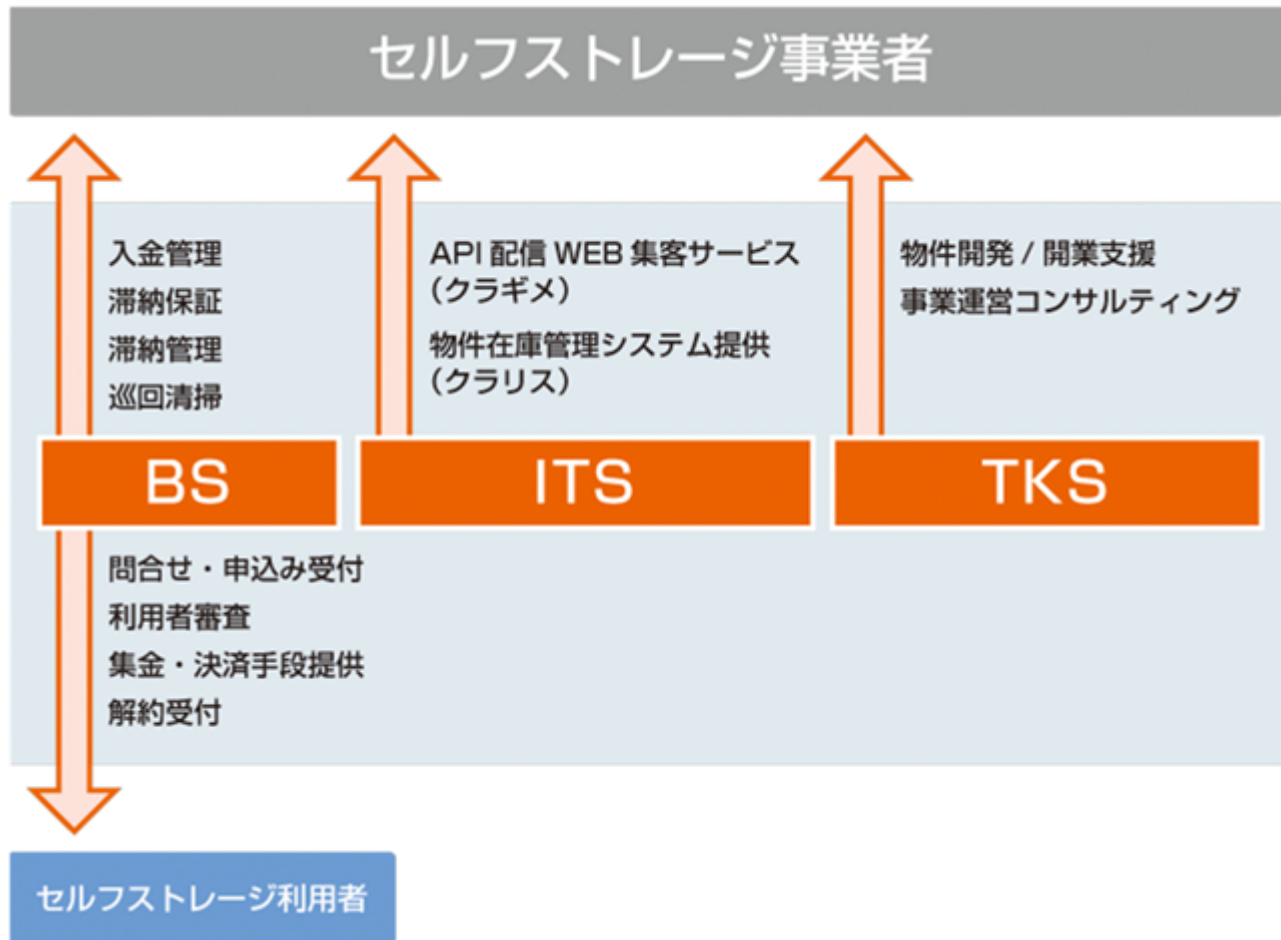 セルフストレージ事業者
入金管理
滞納保証
滞納管理
巡回清掃
API 配信 WEB 集客サービス
（クラギメ）
物件在庫管理システム提供
（クラリス）
物件開発 / 開業支援
事業運営コンサルティング
BS
ITS
TKS
問合せ・申込み受付
利用者審査
集金・決済手段提供
解約受付
セルフストレージ利用者